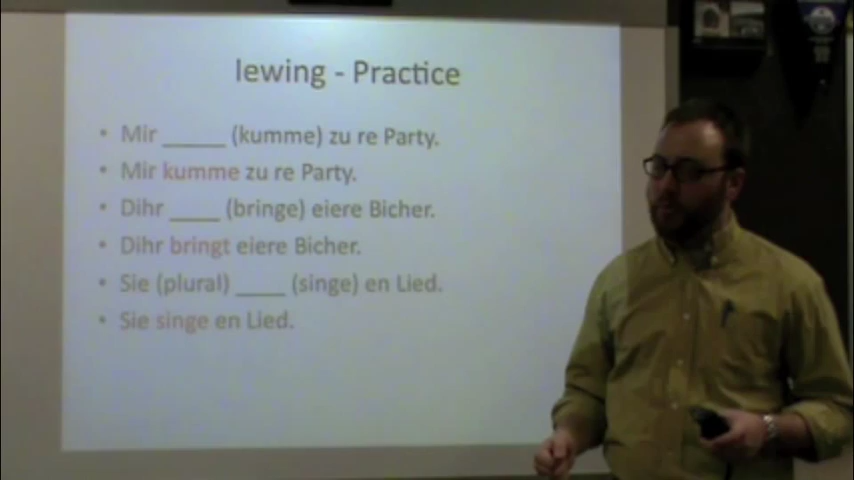 Iewing - Practice
• Mir _____ (kumme) zu re Party.
• Mir kumme zu re Party.
• Dihr ____ (bringe) eiere Bicher.
• Dihr bringt eiere Bicher.
• Sie (plural) ____ (singe) en Lied.
• Sie singe en Lied.